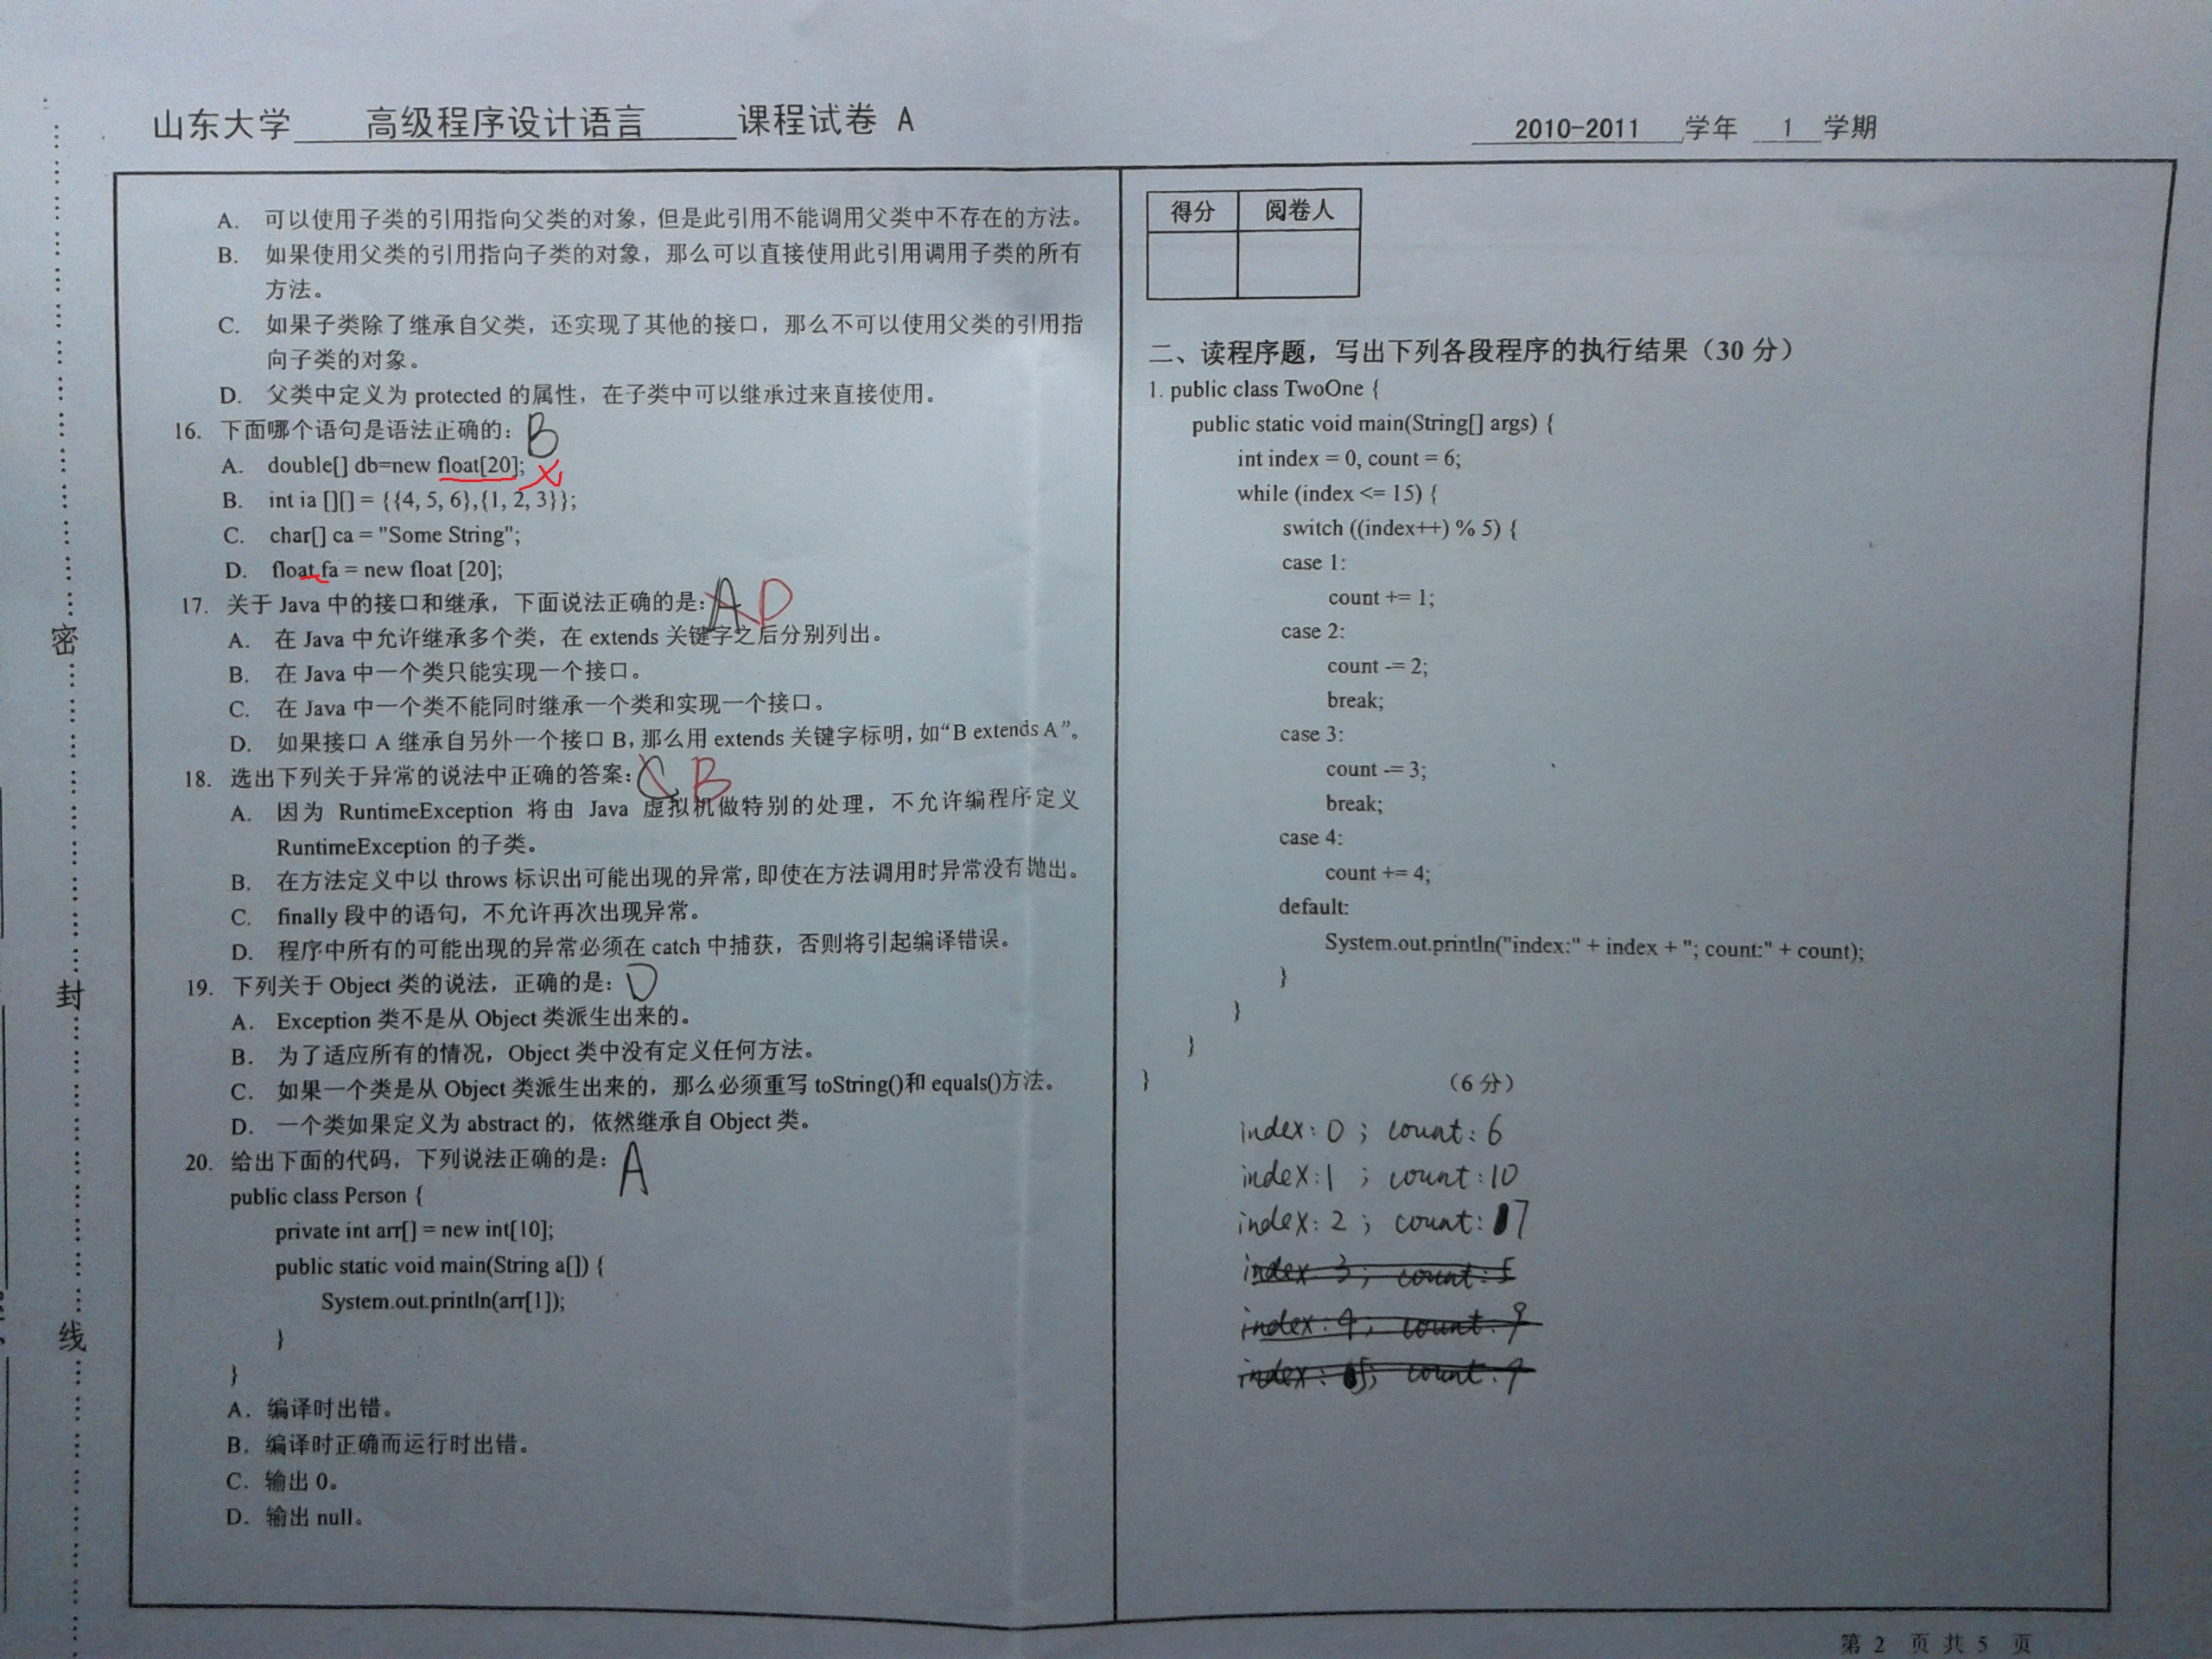 山东大学 高级程序设计语言 课程试卷 A
2010-2011 学年 1 学期
密
封
线
A. 可以使用子类的引用指向父类的对象，但是此引用不能调用父类中不存在的方法。
B. 如果使用父类的引用指向子类的对象，那么可以直接使用此引用调用子类的所有
方法。
C. 如果子类除了继承自父类，还实现了其他的接口，那么不可以使用父类的引用指
向子类的对象。
D. 父类中定义为 protected 的属性，在子类中可以继承过来直接使用。
16. 下面哪个语句是语法正确的： B
A. double[] db=new float[20];
B. int ia [][] = {{4, 5, 6},{1, 2, 3}};
C. char[] ca = "Some String";
D. float fa = new float [20];
17. 关于 Java 中的接口和继承，下面说法正确的是： A D
A. 在 Java 中允许继承多个类，在 extends 关键字之后分别列出。
B. 在 Java 中一个类只能实现一个接口。
C. 在 Java 中一个类不能同时继承一个类和实现一个接口。
D. 如果接口 A 继承自另外一个接口 B，那么用 extends 关键字标明，如“B extends A”。
18. 选出下列关于异常的说法中正确的答案： C B
A. 因为 RuntimeException 将由 Java 虚拟机做特别的处理，不允许编程序定义
RuntimeException 的子类。
B. 在方法定义中以 throws 标识出可能出现的异常，即使在方法调用时异常没有抛出。
C. finally 段中的语句，不允许再次出现异常。
D. 程序中所有的可能出现的异常必须在 catch 中捕获，否则将引起编译错误。
19. 下列关于 Object 类的说法，正确的是： D
A. Exception 类不是从 Object 类派生出来的。
B. 为了适应所有的情况，Object 类中没有定义任何方法。
C. 如果一个类是从 Object 类派生出来的，那么必须重写 toString()和 equals()方法。
D. 一个类如果定义为 abstract 的，依然继承自 Object 类。
20. 给出下面的代码，下列说法正确的是： A
public class Person {
private int arr[] = new int[10];
public static void main(String a[]) {
System.out.println(arr[1]);
}
}
A. 编译时出错。
B. 编译时正确而运行时出错。
C. 输出 0。
D. 输出 null。
得分 阅卷人
二、读程序题，写出下列各段程序的执行结果（30 分）
1. public class TwoOne {
public static void main(String[] args) {
int index = 0, count = 6;
while (index <= 15) {
switch ((index++) % 5) {
case 1:
count += 1;
case 2:
count -= 2;
break;
case 3:
count -= 3;
break;
case 4:
count += 4;
default:
System.out.println("index:" + index + "; count:" + count);
}
}
}
} （6 分）
index: 0 ; count: 6
index: 1 ; count: 10
index: 2 ; count: 7
index: 3 ; count: 5
index: 4 ; count: 9
index: 5 ; count: 9
第 2 页 共 5 页